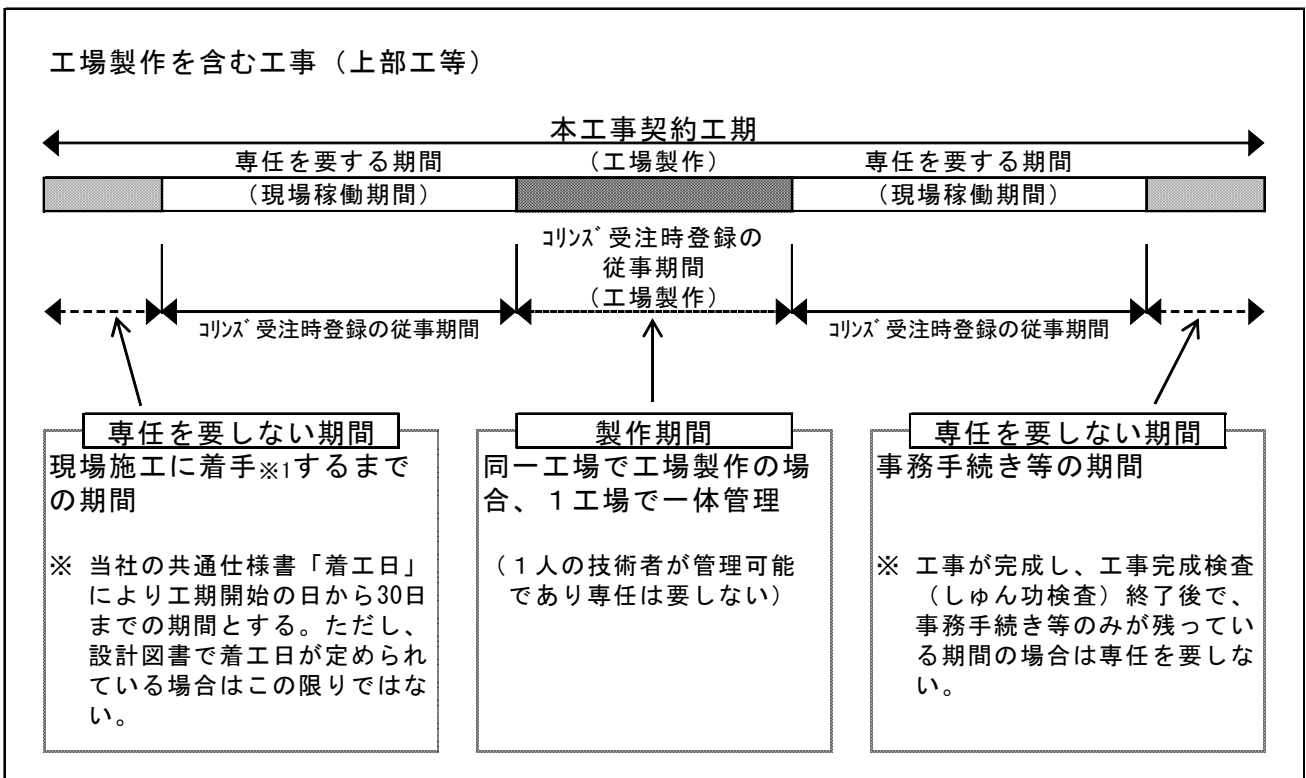 工場製作を含む工事（上部工等）
本工事契約工期
専任を要する期間
（工場製作）
専任を要する期間
（現場稼働期間）
（現場稼働期間）
ｺﾘﾝｽﾞ受注時登録の
従事期間
（工場製作）
ｺﾘﾝｽﾞ受注時登録の従事期間
ｺﾘﾝｽﾞ受注時登録の従事期間
専任を要しない期間
現場施工に着手※1するまで
の期間
※ 当社の共通仕様書「着工日」
により工期開始の日から30日
までの期間とする。ただし、
設計図書で着工日が定められ
ている場合はこの限りではな
い。
製作期間
同一工場で工場製作の場
合、１工場で一体管理
（１人の技術者が管理可能
であり専任は要しない）
専任を要しない期間
事務手続き等の期間
※ 工事が完成し、工事完成検査
（しゅん功検査）終了後で、
事務手続き等のみが残ってい
る期間の場合は専任を要しな
い。